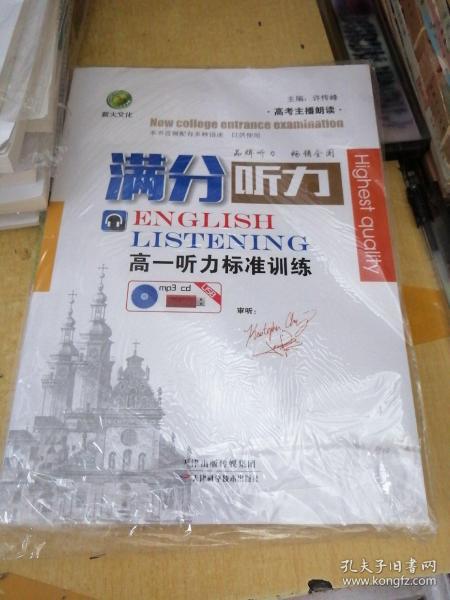 新天文化
主编：许传峰
·高考主播朗读·
New college entrance examination
本书音频配有多种语速 以供使用
品牌听力 畅销全国
满分听力
Highest quality
ENGLISH
LISTENING
高一听力标准训练
mp3 cd
USB
审听：
天津出版传媒集团
天津科学技术出版社
孔夫子旧书网
www.kongfz.com